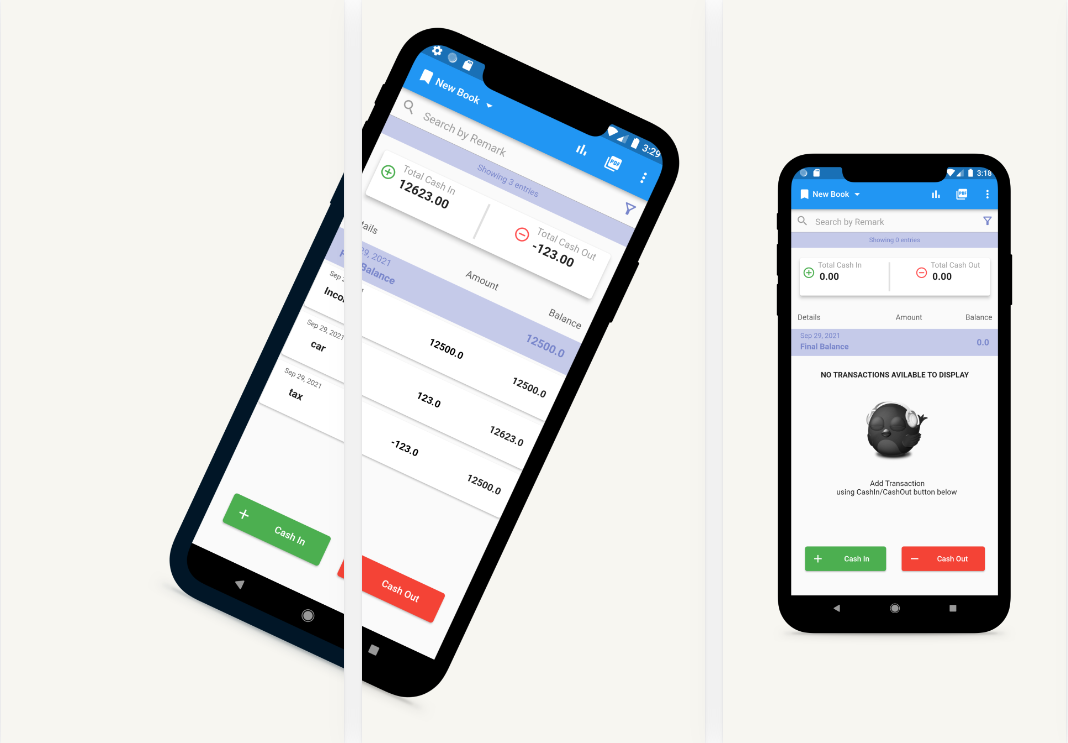 3:29
New Book
Search by Remark
Showing 3 entries
Total Cash In
12623.00
Total Cash Out
-123.00
tails
Amount
Balance
29, 2021
Balance
12500.0
Sep
Inco
12500.0
12500.0
Sep 29, 2021
car
123.0
12623.0
Sep 29, 2021
tax
-123.0
12500.0
Cash In
Cash Out
3:18
New Book
PDF
Search by Remark
Showing 0 entries
Total Cash In
0.00
Total Cash Out
0.00
Details
Amount
Balance
Sep 29, 2021
Final Balance
0.0
NO TRANSACTIONS AVILABLE TO DISPLAY
Add Transaction
using CashIn/CashOut button below
Cash In
Cash Out